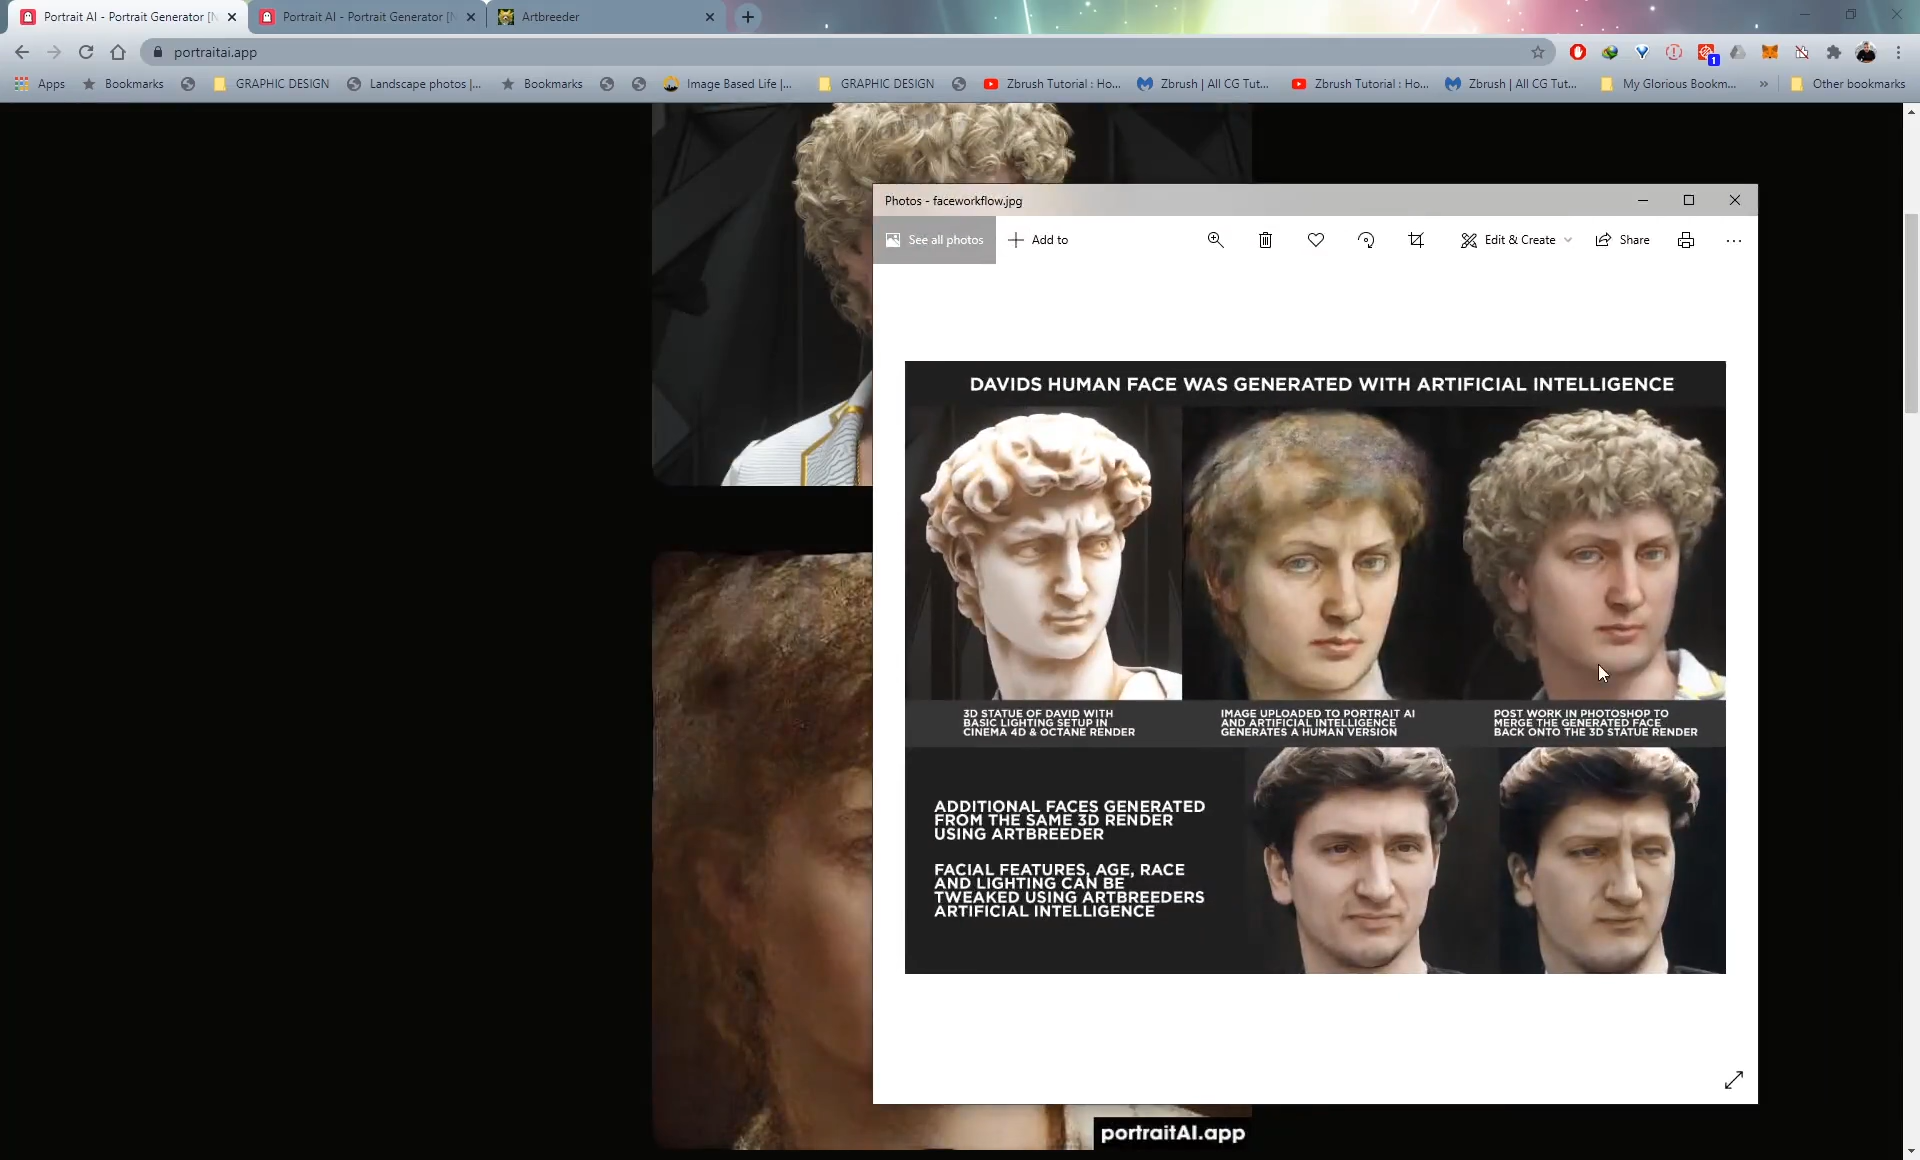 Portrait AI - Portrait Generator [N
Portrait AI - Portrait Generator [N
Artbreeder
portraitai.app
1
Apps
Bookmarks
GRAPHIC DESIGN
Landscape photos |...
Bookmarks
Image Based Life |...
GRAPHIC DESIGN
Zbrush Tutorial : Ho...
Zbrush | All CG Tut...
Zbrush Tutorial : Ho...
Zbrush | All CG Tut...
My Glorious Bookm...
»
Other bookmarks
Photos - faceworkflow.jpg
See all photos
Add to
Edit & Create
Share
DAVIDS HUMAN FACE WAS GENERATED WITH ARTIFICIAL INTELLIGENCE
3D STATUE OF DAVID WITH
BASIC LIGHTING SETUP IN
CINEMA 4D & OCTANE RENDER
IMAGE UPLOADED TO PORTRAIT AI
AND ARTIFICIAL INTELLIGENCE
GENERATES A HUMAN VERSION
POST WORK IN PHOTOSHOP TO
MERGE THE GENERATED FACE
BACK ONTO THE 3D STATUE RENDER
ADDITIONAL FACES GENERATED
FROM THE SAME 3D RENDER
USING ARTBREEDER
FACIAL FEATURES, AGE, RACE
AND LIGHTING CAN BE
TWEAKED USING ARTBREEDERS
ARTIFICIAL INTELLIGENCE
portraitAI.app